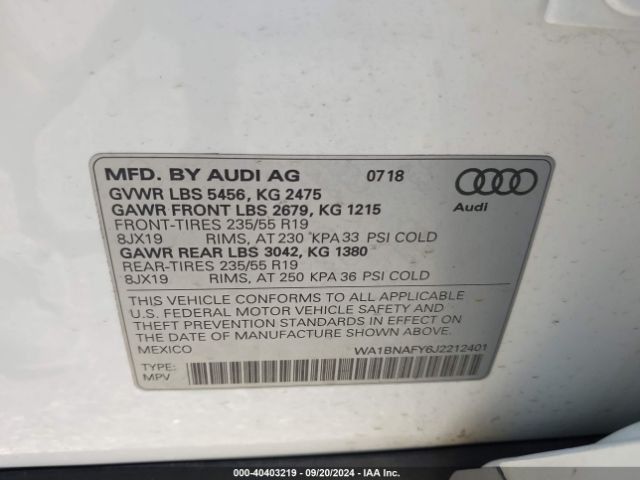 MFD. BY AUDI AG 0718
GVWR LBS 5456, KG 2475
GAWR FRONT LBS 2679, KG 1215
FRONT-TIRES 235/55 R19
8JX19 RIMS, AT 230 KPA 33 PSI COLD
GAWR REAR LBS 3042, KG 1380
REAR-TIRES 235/55 R19
8JX19 RIMS, AT 250 KPA 36 PSI COLD
Audi
THIS VEHICLE CONFORMS TO ALL APPLICABLE
U.S. FEDERAL MOTOR VEHICLE SAFETY AND
THEFT PREVENTION STANDARDS IN EFFECT
ON THE DATE OF MANUFACTURE SHOWN ABOVE.
MEXICO WA1BNAFY6J2212401
TYPE:
MPV
000-40403219 - 09/20/2024 - IAA Inc.